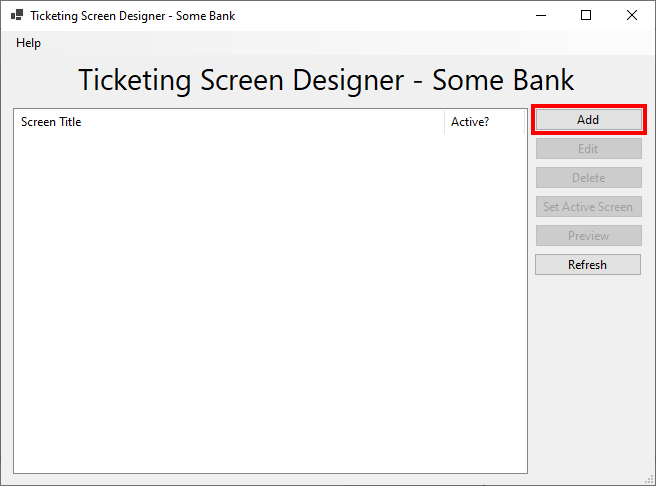 Ticketing Screen Designer - Some Bank
Help
Ticketing Screen Designer - Some Bank
Screen Title Active?
Add
Edit
Delete
Set Active Screen
Preview
Refresh